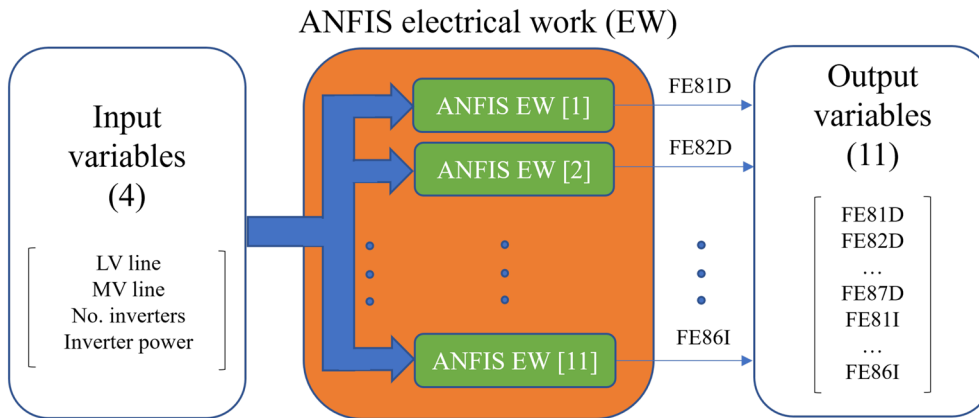 ANFIS electrical work (EW)
Input
variables
(4)
LV line
MV line
No. inverters
Inverter power
ANFIS EW [1]
ANFIS EW [2]
ANFIS EW [11]
FE81D
FE82D
FE86I
Output
variables
(11)
FE81D
FE82D
…
FE87D
FE81I
…
FE86I